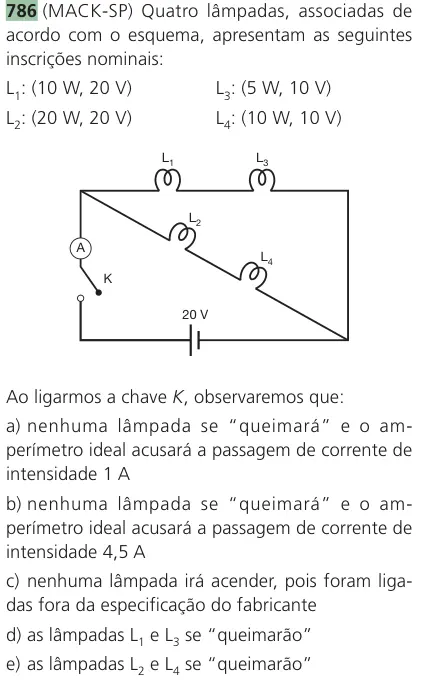 786 (MACK-SP) Quatro lâmpadas, associadas de
acordo com o esquema, apresentam as seguintes
inscrições nominais:
L₁: (10 W, 20 V) L₃: (5 W, 10 V)
L₂: (20 W, 20 V) L₄: (10 W, 10 V)
L₁ L₃
L₂
L₄
A
K
20 V
Ao ligarmos a chave K, observaremos que:
a) nenhuma lâmpada se “queimará” e o am-
perímetro ideal acusará a passagem de corrente de
intensidade 1 A
b) nenhuma lâmpada se “queimará” e o am-
perímetro ideal acusará a passagem de corrente de
intensidade 4,5 A
c) nenhuma lâmpada irá acender, pois foram liga-
das fora da especificação do fabricante
d) as lâmpadas L₁ e L₃ se “queimarão”
e) as lâmpadas L₂ e L₄ se “queimarão”